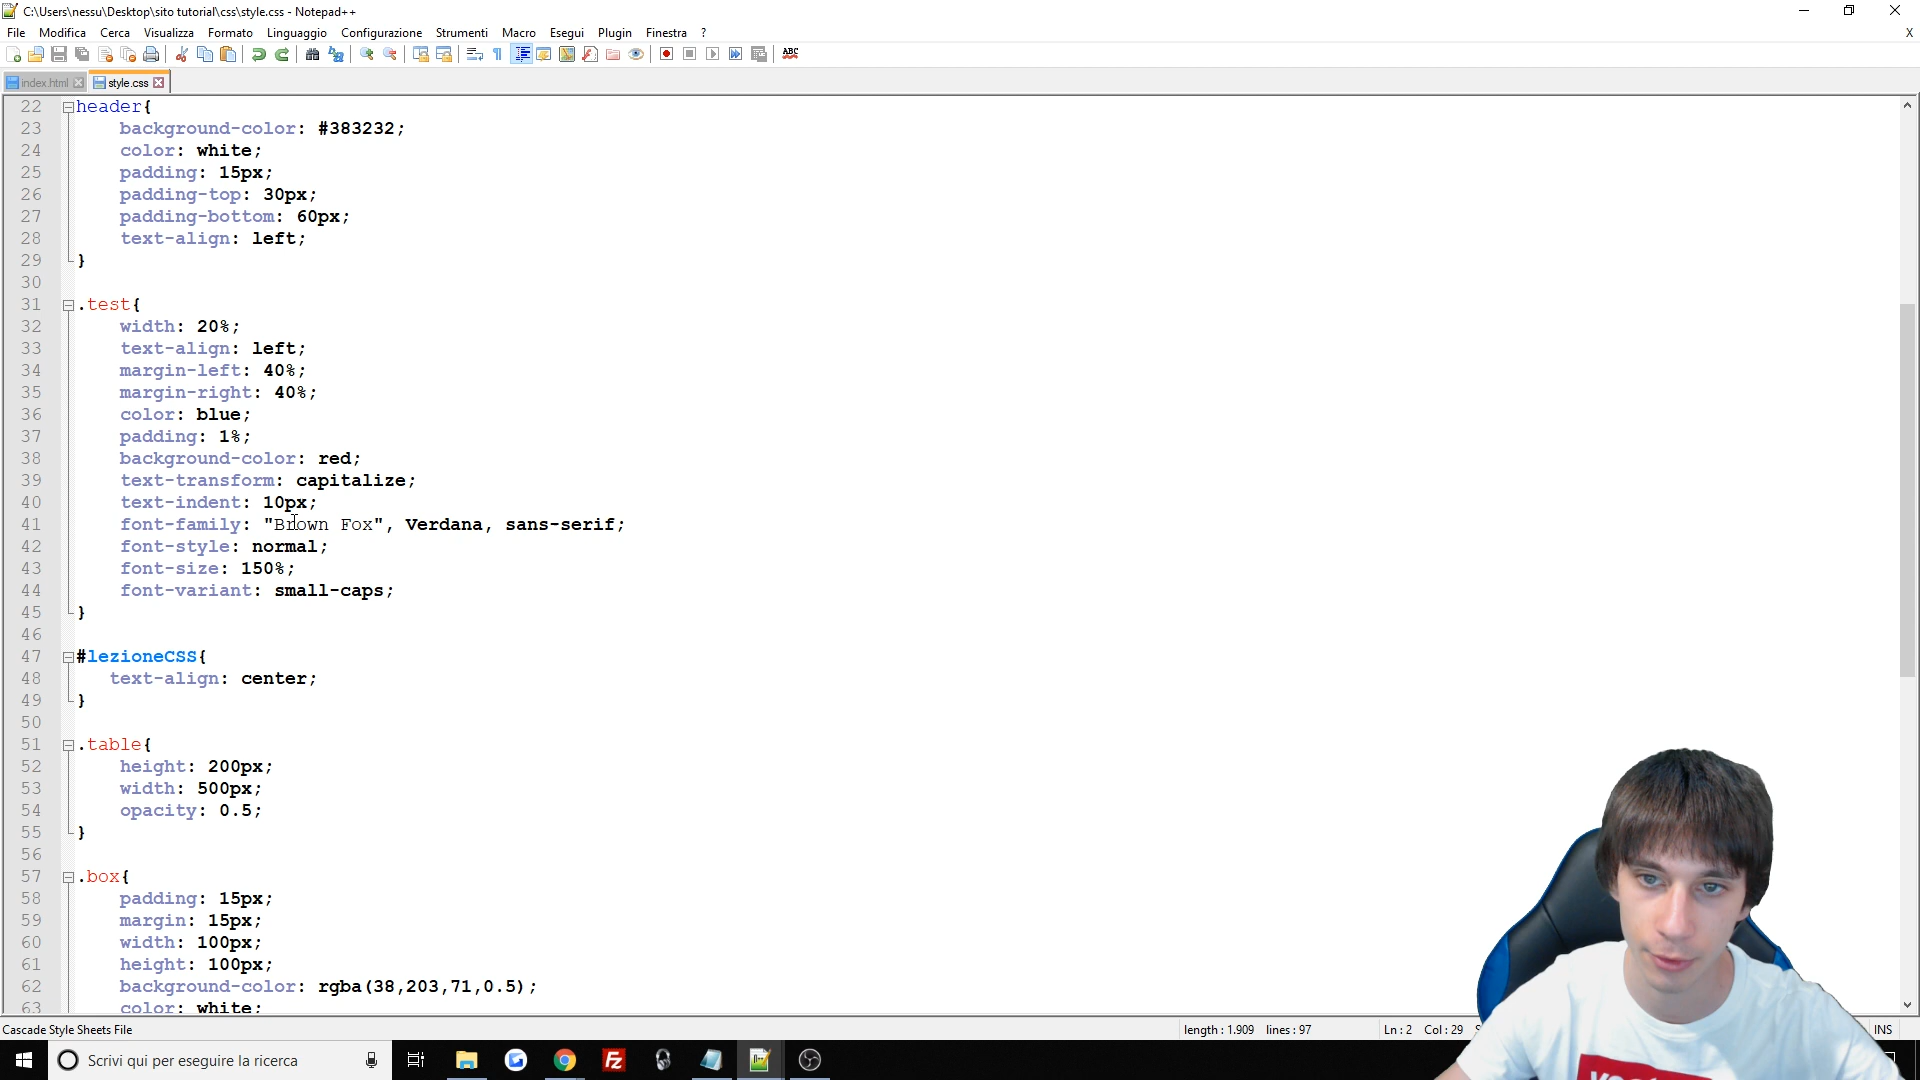 C:\Users\nessu\Desktop\sito tutorial\css\style.css - Notepad++
File Modifica Cerca Visualizza Formato Linguaggio Configurazione Strumenti Macro Esegui Plugin Finestra ? X
ABC
index.html style.css
22 header{
23 background-color: #383232;
24 color: white;
25 padding: 15px;
26 padding-top: 30px;
27 padding-bottom: 60px;
28 text-align: left;
29 }
30
31 .test{
32 width: 20%;
33 text-align: left;
34 margin-left: 40%;
35 margin-right: 40%;
36 color: blue;
37 padding: 1%;
38 background-color: red;
39 text-transform: capitalize;
40 text-indent: 10px;
41 font-family: "Brown Fox", Verdana, sans-serif;
42 font-style: normal;
43 font-size: 150%;
44 font-variant: small-caps;
45 }
46
47 #lezioneCSS{
48 text-align: center;
49 }
50
51 .table{
52 height: 200px;
53 width: 500px;
54 opacity: 0.5;
55 }
56
57 .box{
58 padding: 15px;
59 margin: 15px;
60 width: 100px;
61 height: 100px;
62 background-color: rgba(38,203,71,0.5);
63 color: white;
Cascade Style Sheets File length : 1.909 lines : 97 Ln : 2 Col : 29 INS
Scrivi qui per eseguire la ricerca